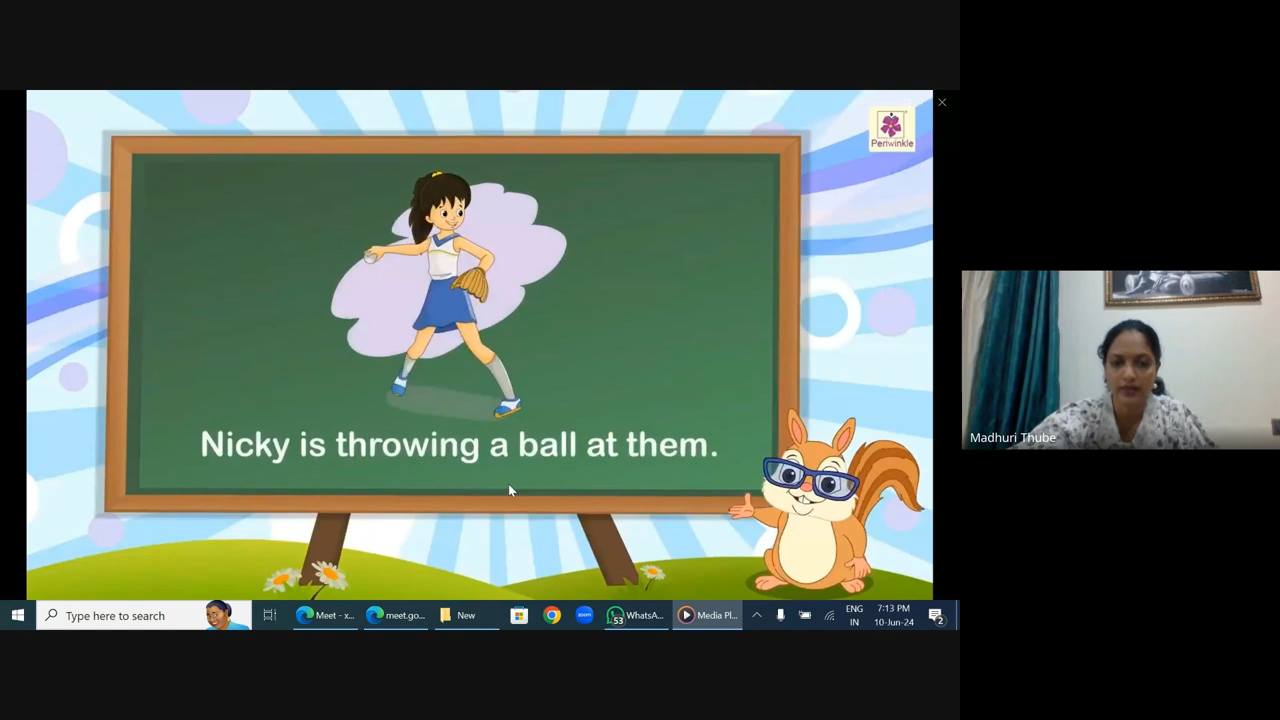 Periwinkle
Nicky is throwing a ball at them.
Madhuri Thube
Type here to search
Meet - x...
meet.go...
New
zoom
53
WhatsA...
Media Pl...
ENG
IN
7:13 PM
10-Jun-24
2